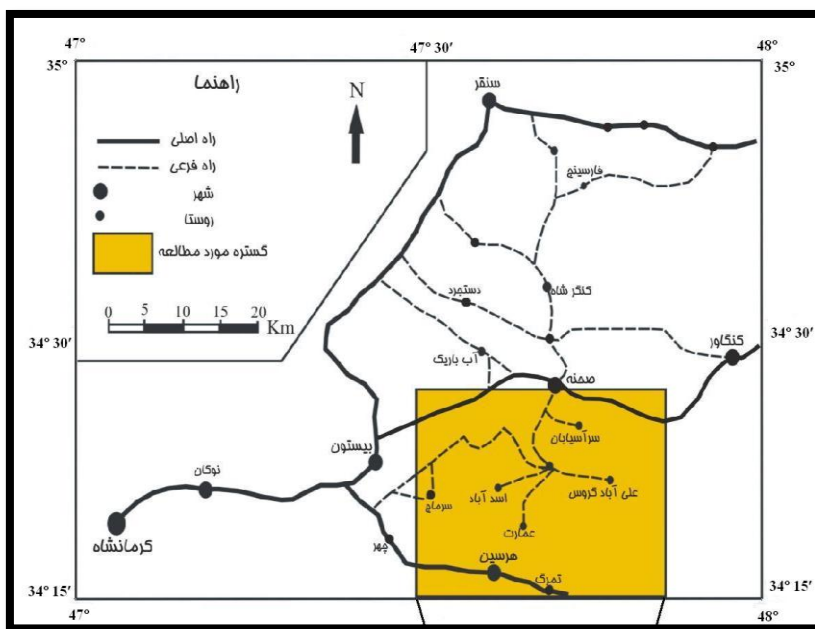 47°
47° 30′
48°
35°
35°
راهنما
راه اصلی
راه فرعی
شهر
روستا
گستره مورد مطالعه
0 5 10 15 20
Km
N
سنقر
فارسینج
کنگر شاه
دستجرد
34° 30′
34° 30′
کنگاور
آب باریک
صحنه
سرآسیابان
بیستون
نوکان
علی آباد گروس
اسد آباد
سرماج
عمارت
کرمانشاه
چهر
هرسین
تمرگ
34° 15′
34° 15′
47°
48°